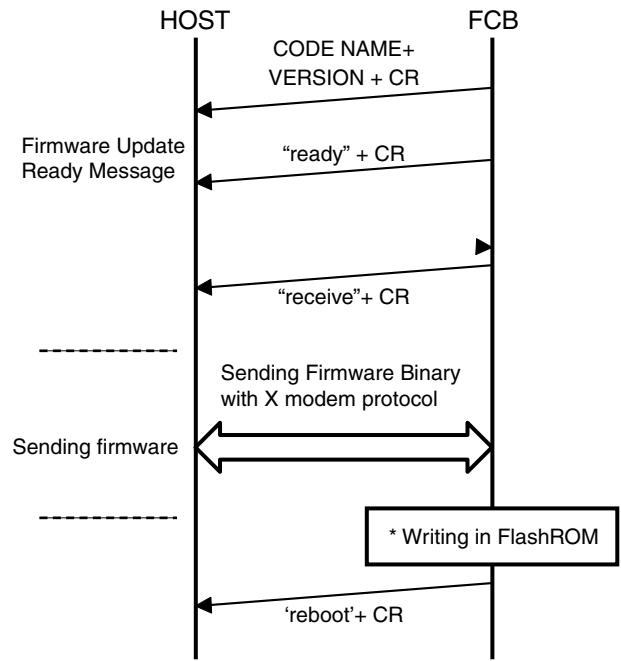 HOST
FCB
CODE NAME+
VERSION + CR
Firmware Update
Ready Message
“ready” + CR
“receive”+ CR
Sending Firmware Binary
with X modem protocol
Sending firmware
* Writing in FlashROM
‘reboot’+ CR